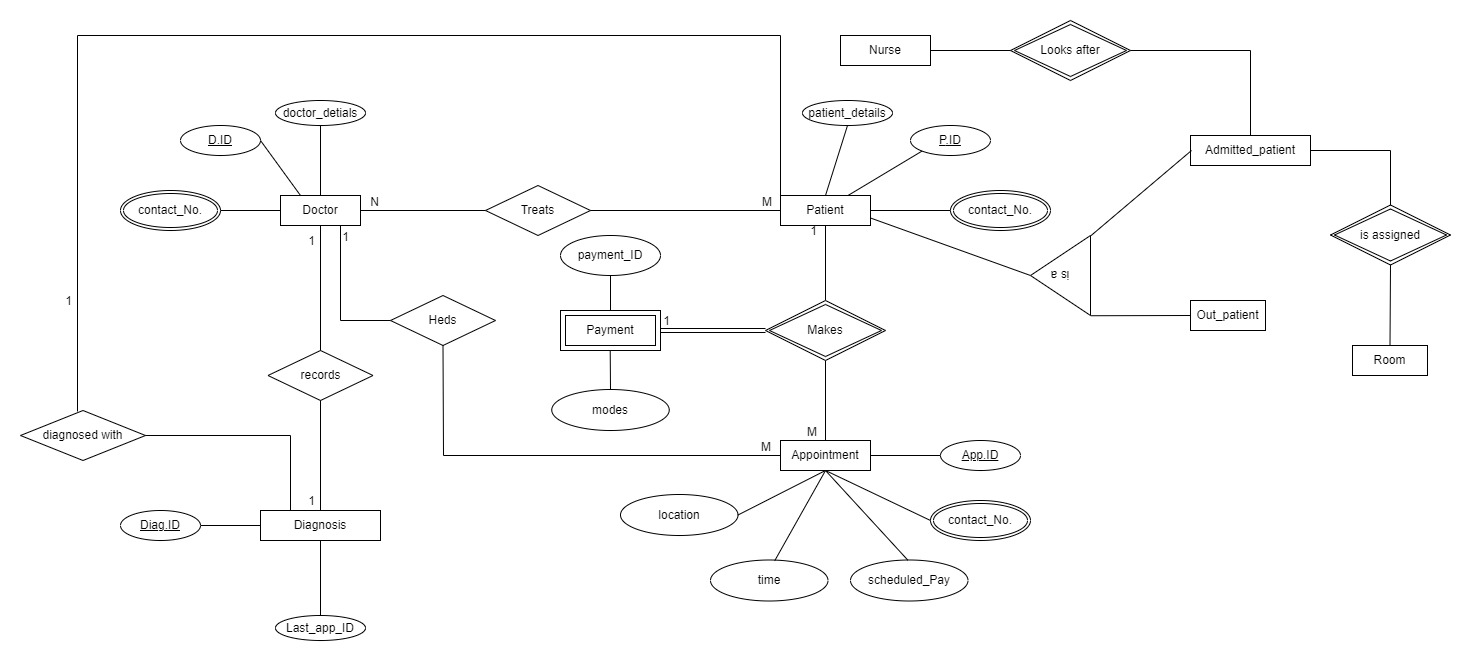 Nurse
Looks after
doctor_detials
patient_details
D.ID
P.ID
Admitted_patient
contact_No.
Doctor
N
Treats
M
Patient
contact_No.
1
1
1
is assigned
payment_ID
is a
1
Heds
Payment
1
Makes
Out_patient
Room
records
modes
diagnosed with
M
M
Appointment
App.ID
1
Diag.ID
Diagnosis
location
contact_No.
time
scheduled_Pay
Last_app_ID